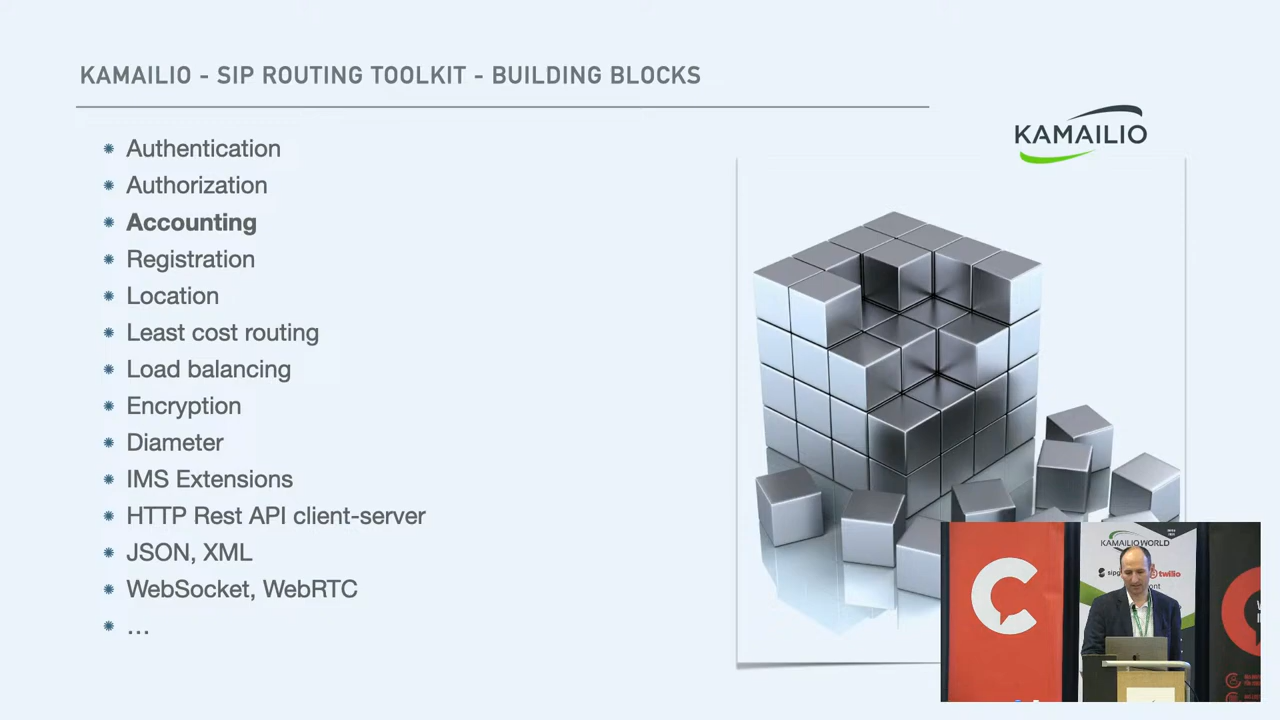 KAMAILIO - SIP ROUTING TOOLKIT - BUILDING BLOCKS
KAMAILIO
Authentication
Authorization
Accounting
Registration
Location
Least cost routing
Load balancing
Encryption
Diameter
IMS Extensions
HTTP Rest API client-server
JSON, XML
WebSocket, WebRTC
...
KAMAILIO WORLD
twilio